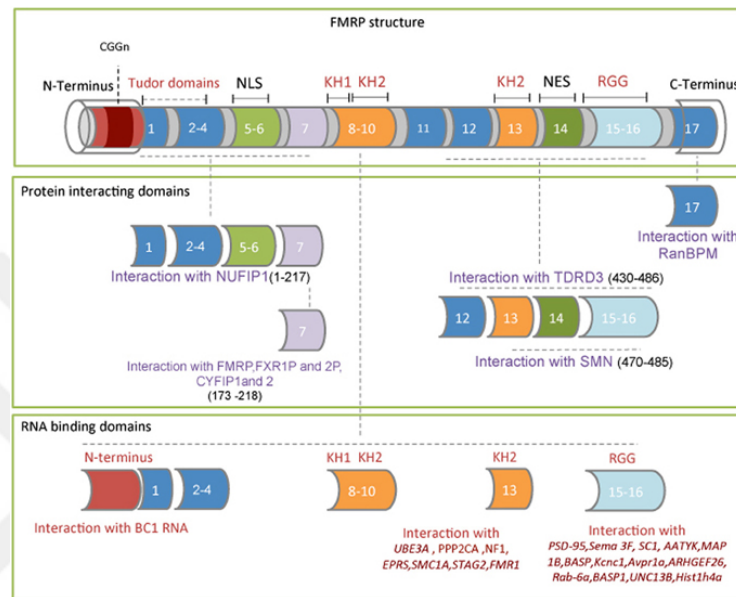 FMRP structure
CGGn
N-Terminus
Tudor domains
NLS
KH1 KH2
KH2
NES
RGG
C-Terminus
1
2-4
5-6
7
8-10
11
12
13
14
15-16
17
Protein interacting domains
1
2-4
5-6
7
17
Interaction with NUFIP1(1-217)
Interaction with
RanBPM
Interaction with TDRD3 (430-486)
7
12
13
14
15-16
Interaction with FMRP,FXR1P and 2P,
CYFIP1and 2
(173 -218)
Interaction with SMN (470-485)
RNA binding domains
N-terminus
KH1 KH2
KH2
RGG
1
2-4
8-10
13
15-16
Interaction with BC1 RNA
Interaction with
UBE3A , PPP2CA ,NF1,
EPRS,SMC1A,STAG2,FMR1
Interaction with
PSD-95,Sema 3F, SC1, AATYK,MAP
1B,BASP,Kcnc1,Avpr1a,ARHGEF26,
Rab-6a,BASP1,UNC13B,Hist1h4a